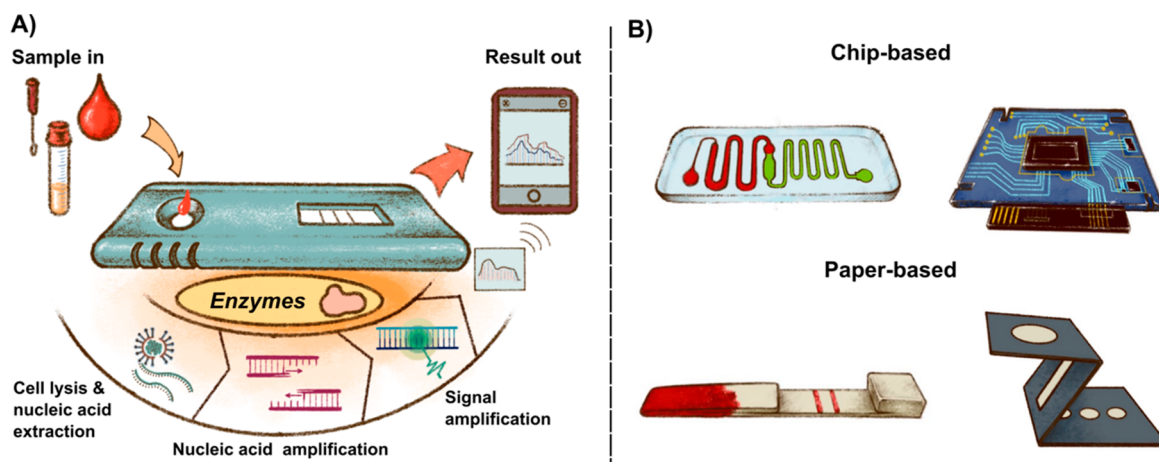 A)
Sample in
Result out
Enzymes
Cell lysis &
nucleic acid
extraction
Nucleic acid amplification
Signal
amplification
B)
Chip-based
Paper-based